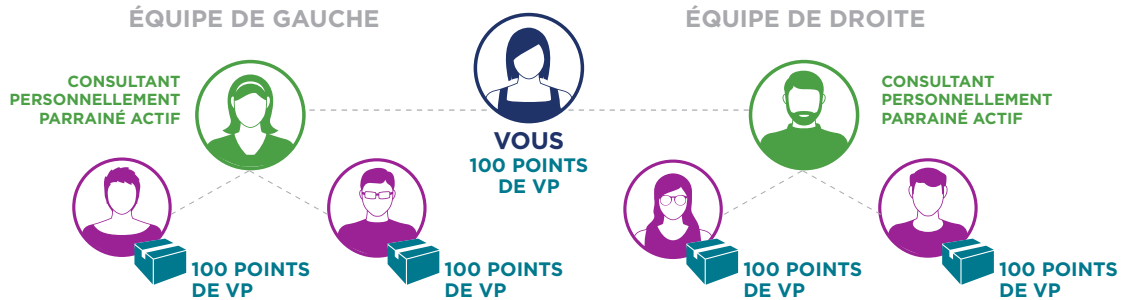 ÉQUIPE DE GAUCHE
ÉQUIPE DE DROITE
CONSULTANT
PERSONNELLEMENT
PARRAINÉ ACTIF
VOUS
100 POINTS
DE VP
CONSULTANT
PERSONNELLEMENT
PARRAINÉ ACTIF
100 POINTS
DE VP
100 POINTS
DE VP
100 POINTS
DE VP
100 POINTS
DE VP